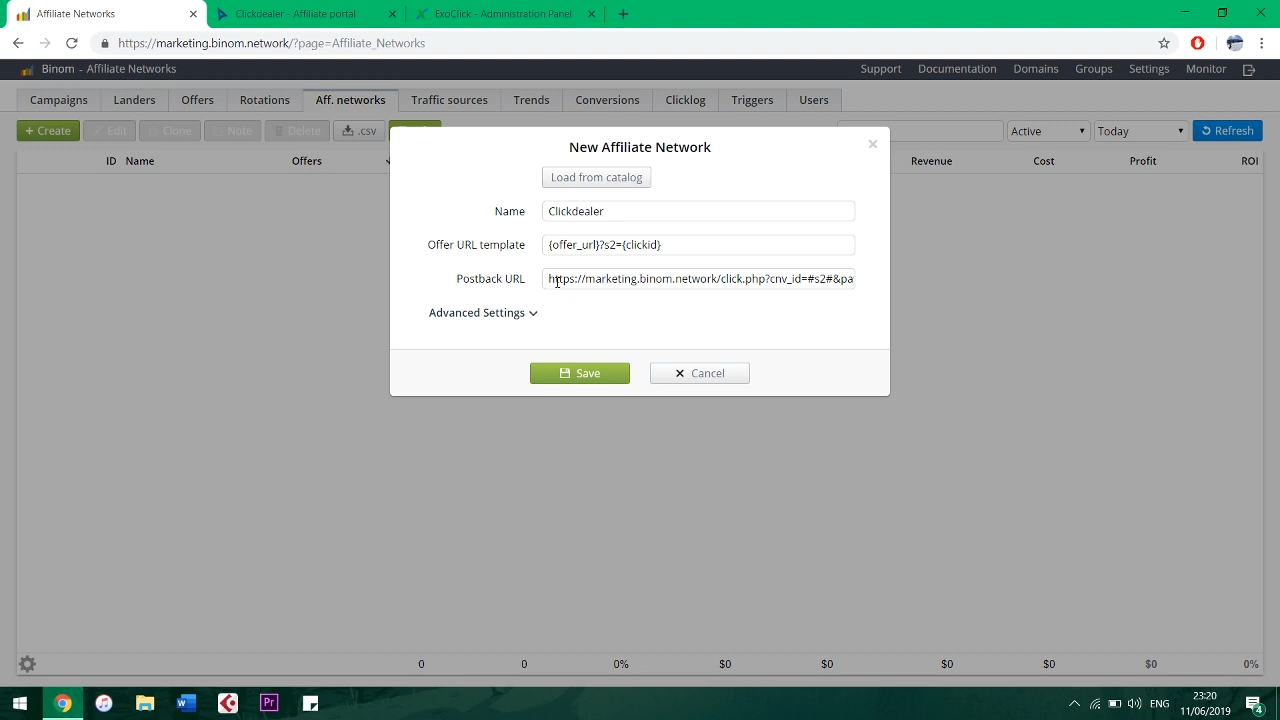 Affiliate Networks
Clickdealer - Affiliate portal
ExoClick - Administration Panel
https://marketing.binom.network/?page=Affiliate_Networks
Binom - Affiliate Networks
Support Documentation Domains Groups Settings Monitor
Campaigns Landers Offers Rotations Aff. networks Traffic sources Trends Conversions Clicklog Triggers Users
+ Create Edit Clone Note Delete .csv Active Today Refresh
ID Name Offers Revenue Cost Profit ROI
New Affiliate Network
Load from catalog
Name Clickdealer
Offer URL template {offer_url}?s2={clickid}
Postback URL https://marketing.binom.network/click.php?cnv_id=#s2#&pa
Advanced Settings
Save Cancel
0 0 0% $0 $0 $0 $0 $0 0%
W Pr ENG 23:20
11/06/2019 4